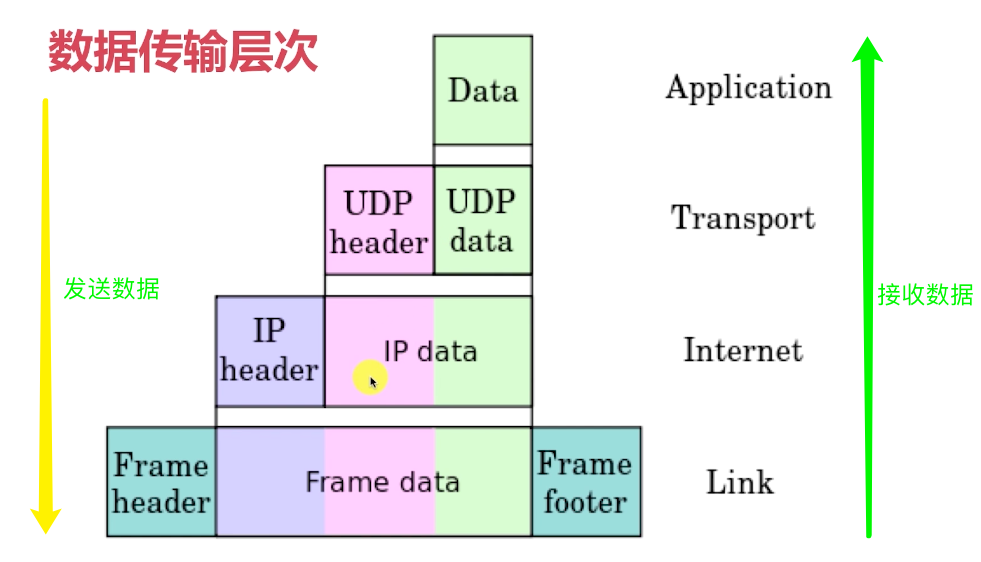 数据传输层次
Data
Application
UDP
header
UDP
data
Transport
发送数据
接收数据
IP
header
IP data
Internet
Frame
header
Frame data
Frame
footer
Link